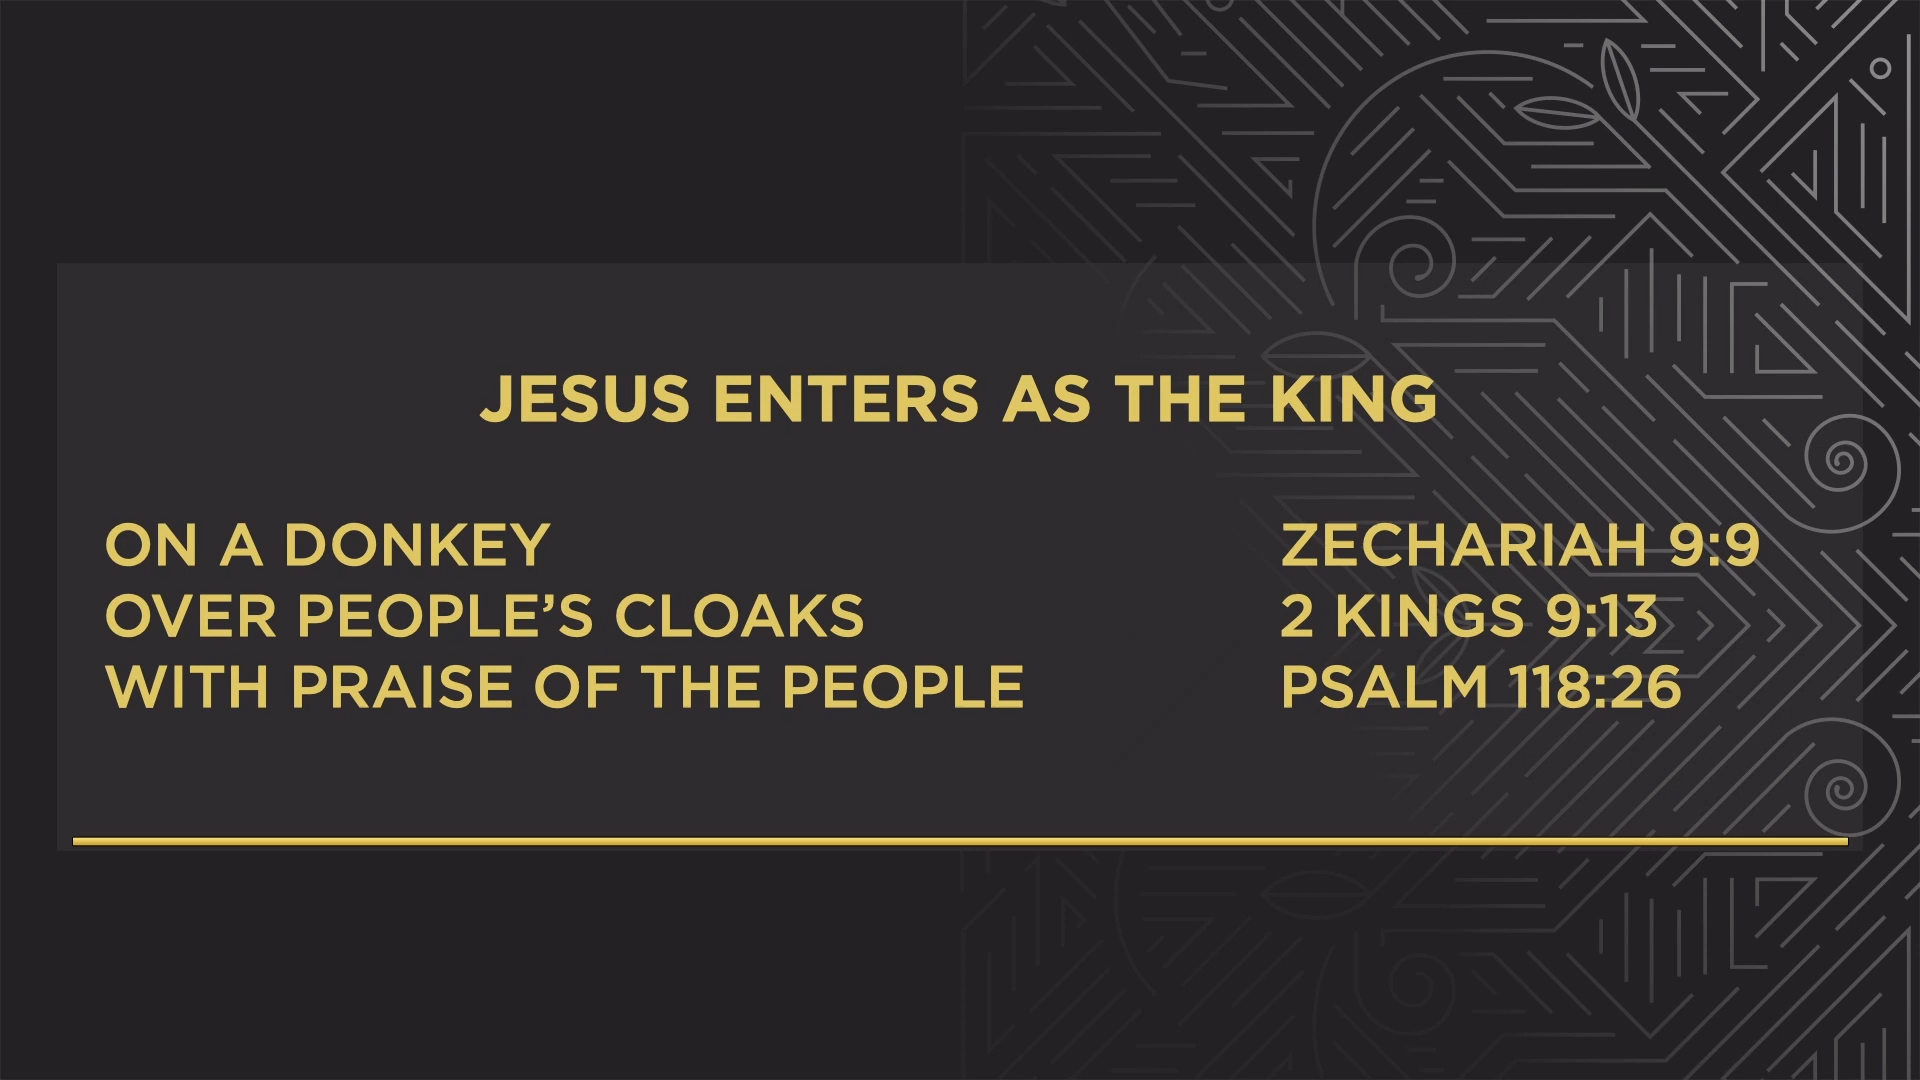 JESUS ENTERS AS THE KING
ON A DONKEY ZECHARIAH 9:9
OVER PEOPLE’S CLOAKS 2 KINGS 9:13
WITH PRAISE OF THE PEOPLE PSALM 118:26